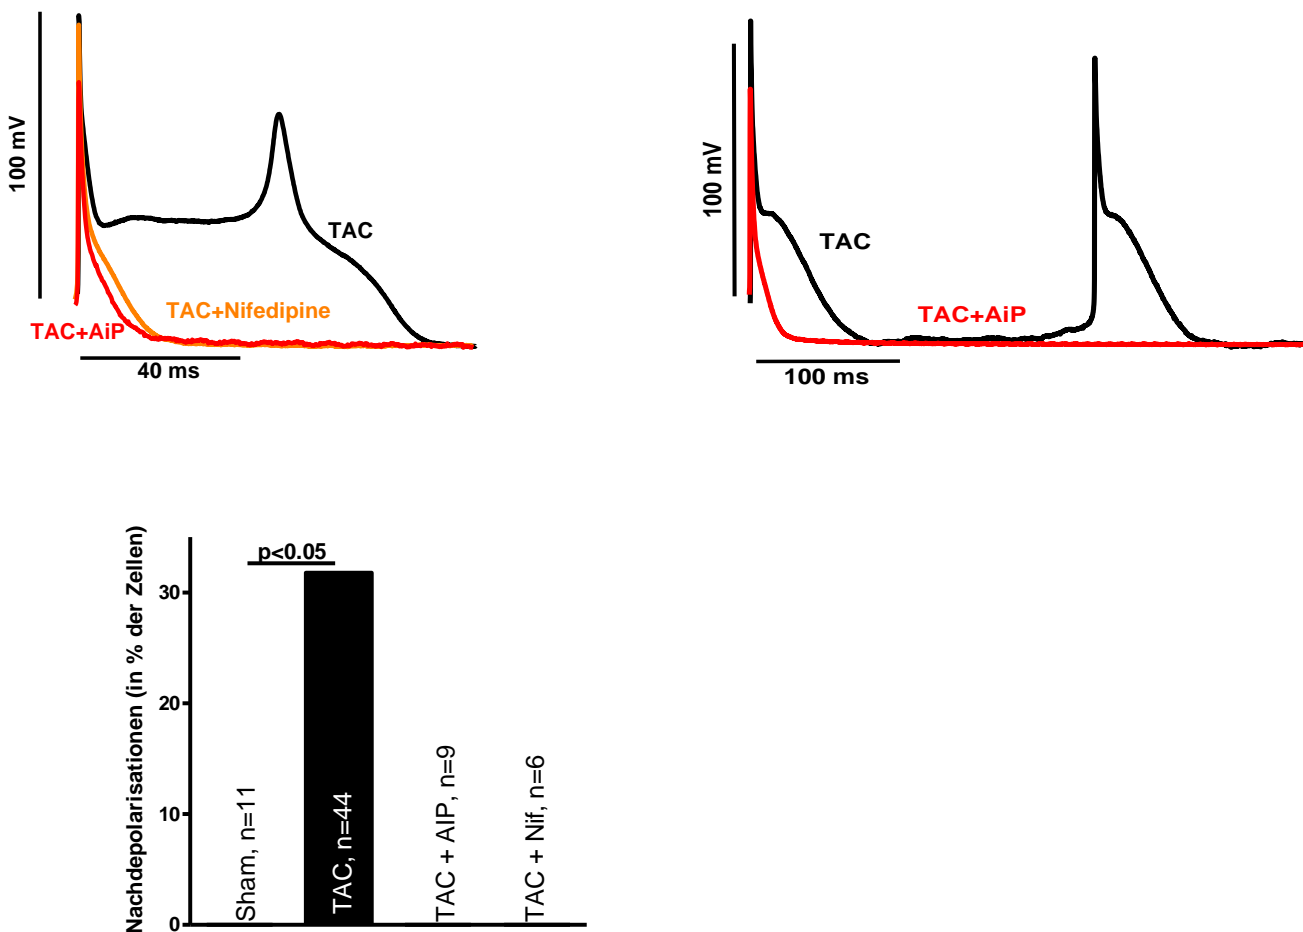 100 mV
TAC
TAC+Nifedipine
TAC+AiP
40 ms
100 mV
TAC
TAC+AiP
100 ms
Nachdepolarisationen (in % der Zellen)
p<0.05
30
20
10
0
Sham, n=11
TAC, n=44
TAC + AIP, n=9
TAC + Nif, n=6